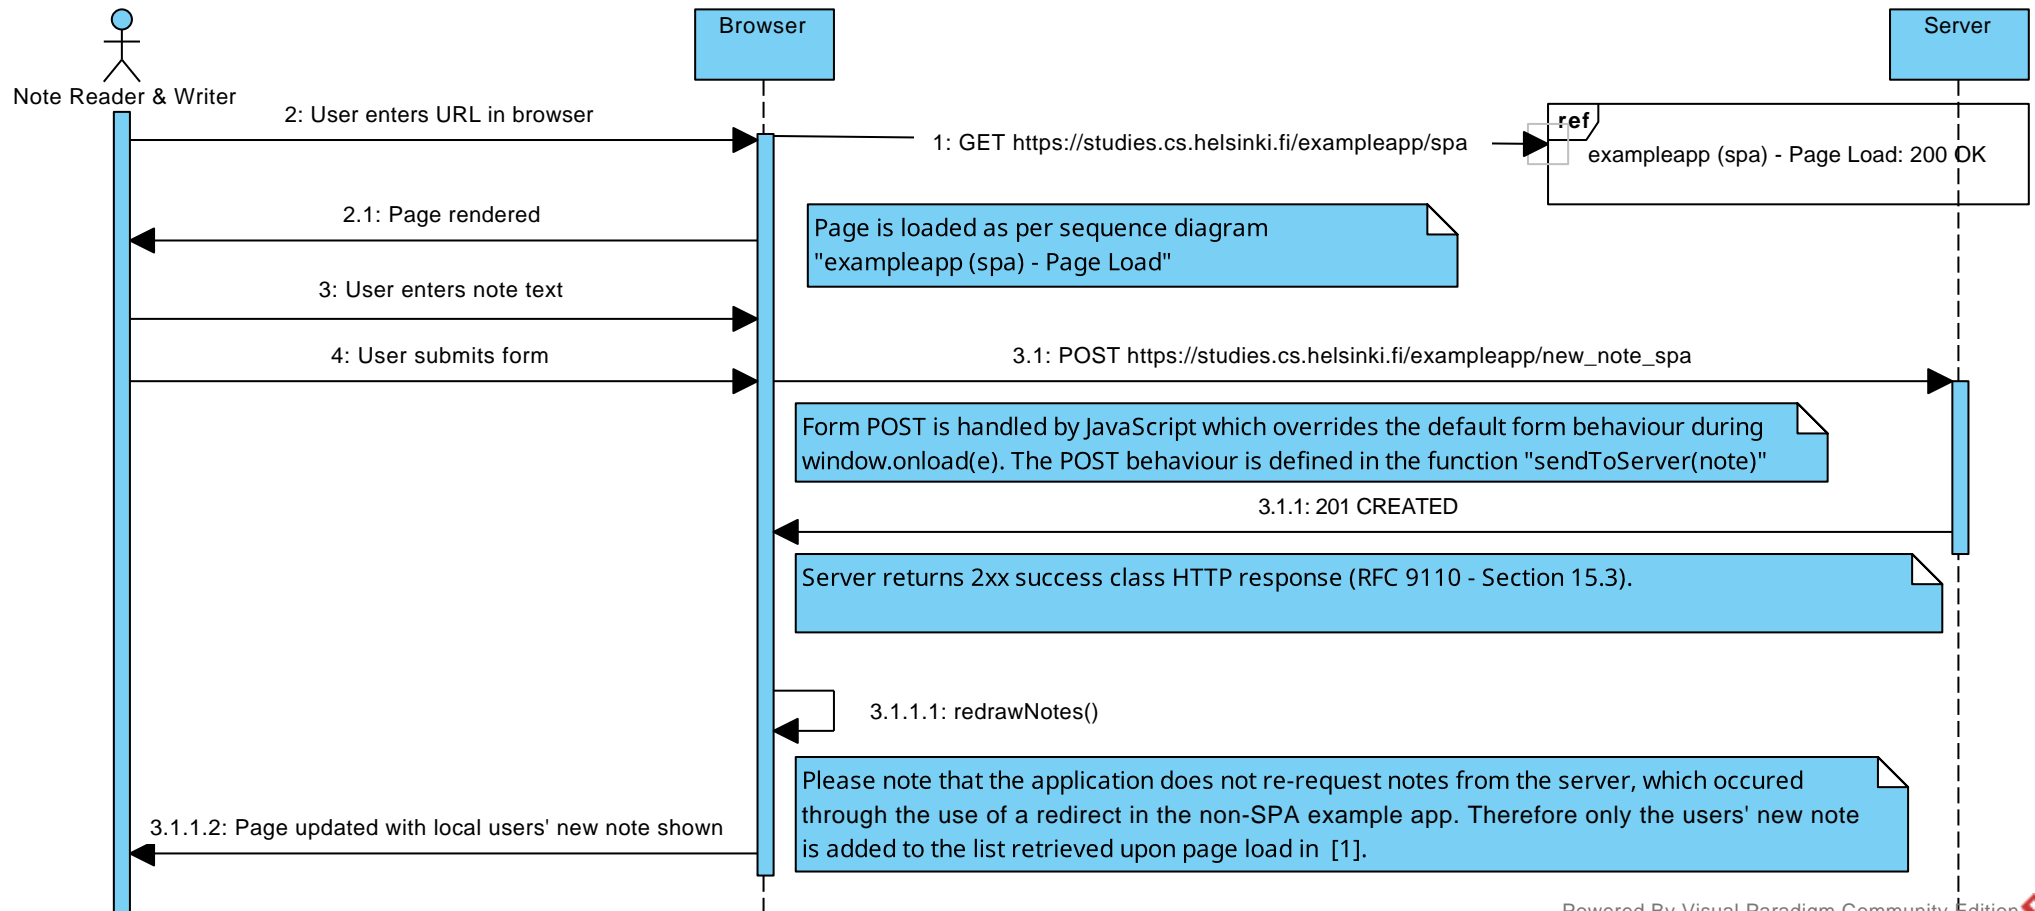 Browser
Server
Note Reader & Writer
2: User enters URL in browser
1: GET https://studies.cs.helsinki.fi/exampleapp/spa
ref
exampleapp (spa) - Page Load: 200 OK
2.1: Page rendered
Page is loaded as per sequence diagram
"exampleapp (spa) - Page Load"
3: User enters note text
4: User submits form
3.1: POST https://studies.cs.helsinki.fi/exampleapp/new_note_spa
Form POST is handled by JavaScript which overrides the default form behaviour during
window.onload(e). The POST behaviour is defined in the function "sendToServer(note)"
3.1.1: 201 CREATED
Server returns 2xx success class HTTP response (RFC 9110 - Section 15.3).
3.1.1.1: redrawNotes()
Please note that the application does not re-request notes from the server, which occured
through the use of a redirect in the non-SPA example app. Therefore only the users' new note
is added to the list retrieved upon page load in [1].
3.1.1.2: Page updated with local users' new note shown
Powered By Visual Paradigm Community Edition